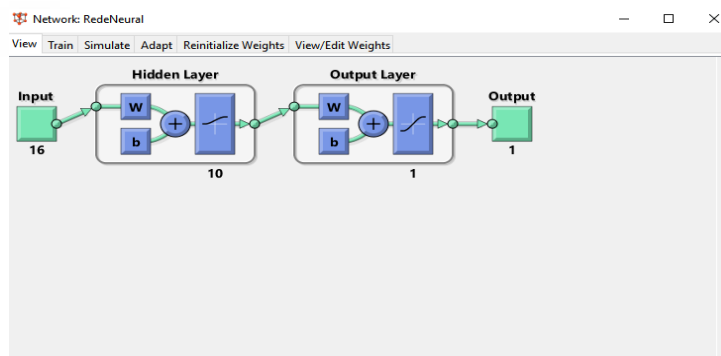 Network: RedeNeural
View Train Simulate Adapt Reinitialize Weights View/Edit Weights
Hidden Layer Output Layer
Input Output
W W
b b
16 1
10 1